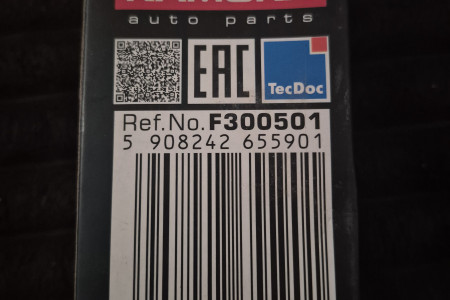 auto parts
EAC
TecDoc
Ref.No.F300501
5 908242 655901